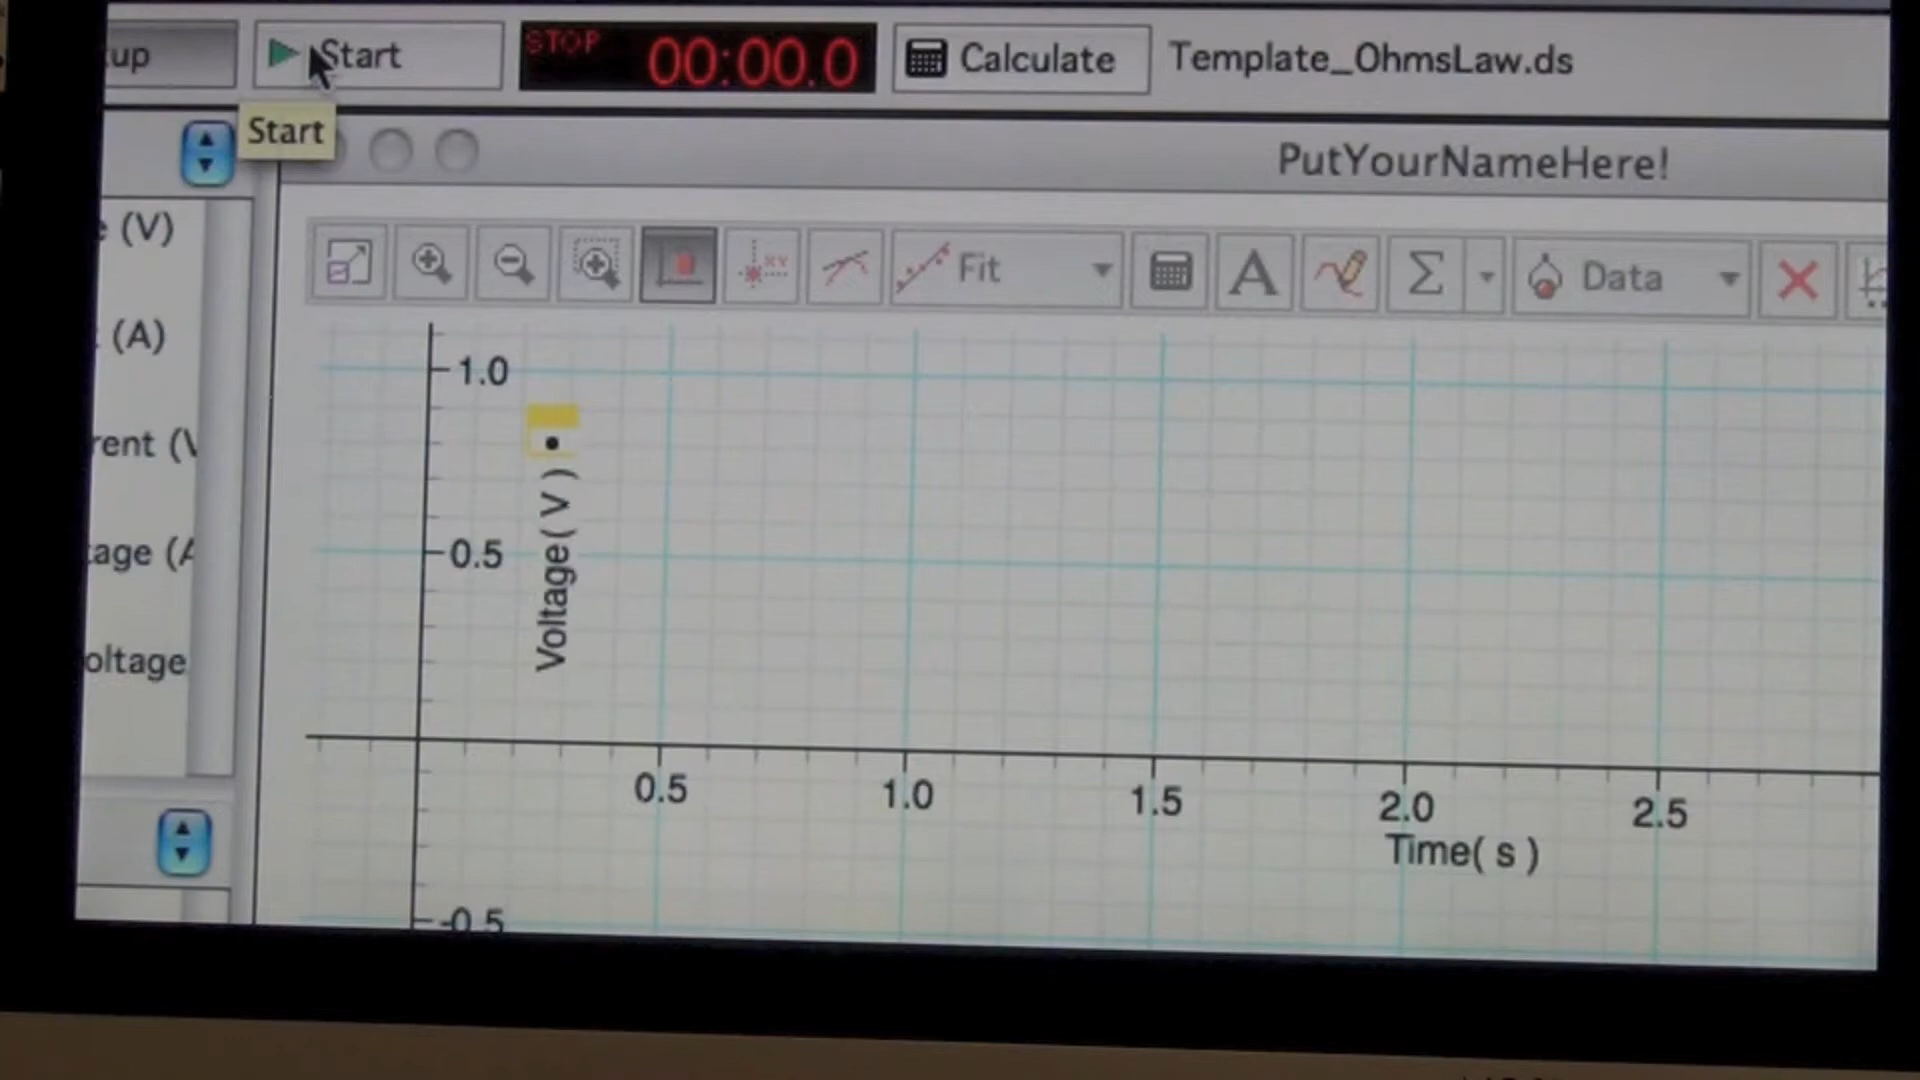 up
Start
STOP 00:00.0
Calculate
Template_OhmsLaw.ds
Start
PutYourNameHere!
(V)
(A)
rent (V
tage (A
oltage
Fit
A
Σ
Data
1.0
0.5
-0.5
Voltage( V )
0.5
1.0
1.5
2.0
2.5
Time( s )